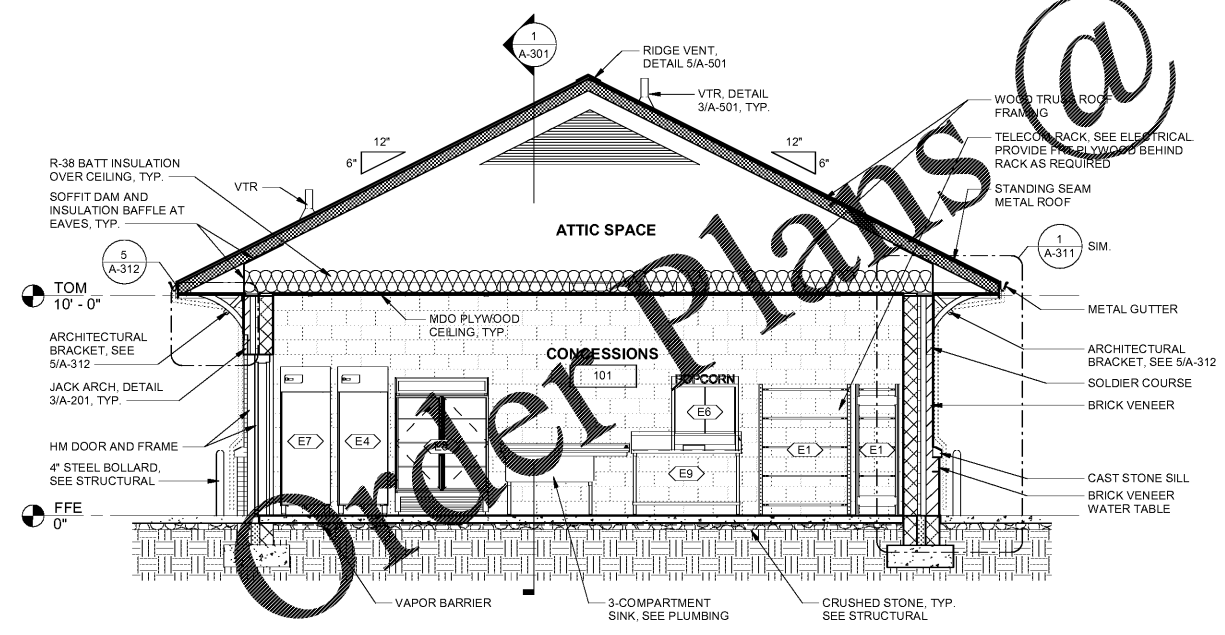 1
A-301
RIDGE VENT,
DETAIL 5/A-501
VTR, DETAIL
3/A-501, TYP.
WOOD TRUSS ROOF
FRAMING
TELECOM RACK, SEE ELECTRICAL
PROVIDE FRT PLYWOOD BEHIND
RACK AS REQUIRED
STANDING SEAM
METAL ROOF
12"
6"
12"
6"
R-38 BATT INSULATION
OVER CEILING, TYP.
VTR
SOFFIT DAM AND
INSULATION BAFFLE AT
EAVES, TYP.
ATTIC SPACE
5
A-312
1
A-311
SIM.
TOM
10' - 0"
METAL GUTTER
MDO PLYWOOD
CEILING, TYP.
ARCHITECTURAL
BRACKET, SEE
5/A-312
CONCESSIONS
101
ARCHITECTURAL
BRACKET, SEE 5/A-312
JACK ARCH, DETAIL
3/A-201, TYP.
POPCORN
SOLDIER COURSE
BRICK VENEER
E6
HM DOOR AND FRAME
E7
E4
E1
E1
E9
4" STEEL BOLLARD,
SEE STRUCTURAL
CAST STONE SILL
BRICK VENEER
WATER TABLE
FFE
0"
VAPOR BARRIER
3-COMPARTMENT
SINK, SEE PLUMBING
CRUSHED STONE, TYP.
SEE STRUCTURAL
Order Plans @